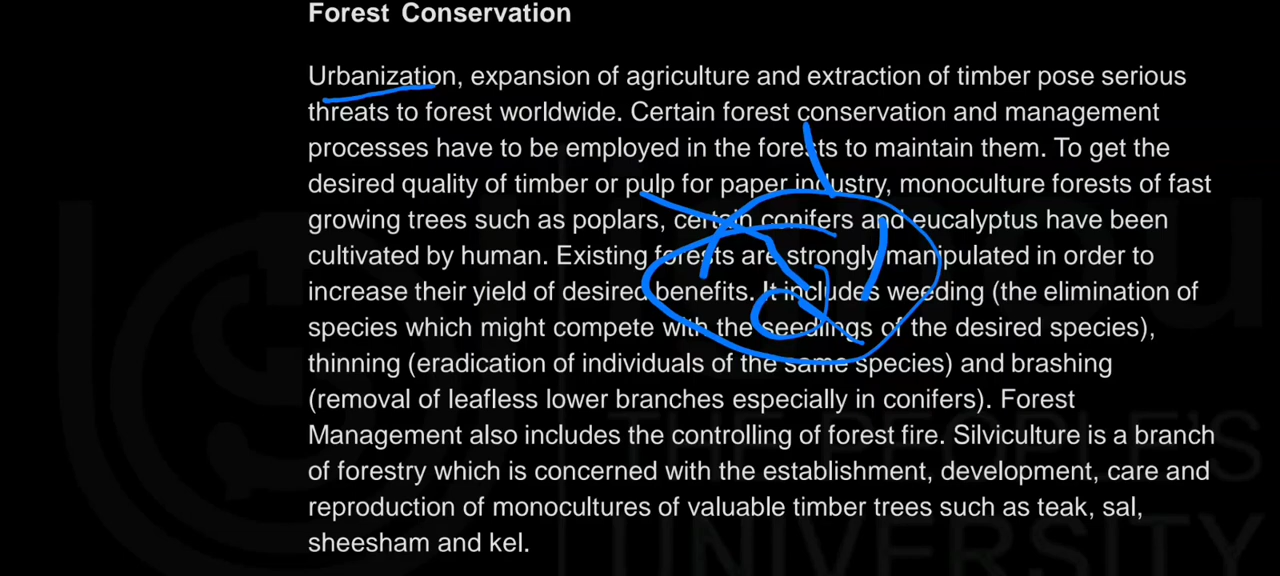 Forest Conservation
Urbanization, expansion of agriculture and extraction of timber pose serious
threats to forest worldwide. Certain forest conservation and management
processes have to be employed in the forests to maintain them. To get the
desired quality of timber or pulp for paper industry, monoculture forests of fast
growing trees such as poplars, certain conifers and eucalyptus have been
cultivated by human. Existing forests are strongly manipulated in order to
increase their yield of desired benefits. It includes weeding (the elimination of
species which might compete with the seedlings of the desired species),
thinning (eradication of individuals of the same species) and brashing
(removal of leafless lower branches especially in conifers). Forest
Management also includes the controlling of forest fire. Silviculture is a branch
of forestry which is concerned with the establishment, development, care and
reproduction of monocultures of valuable timber trees such as teak, sal,
sheesham and kel.
THE PEOPLE'S
UNIVERSITY